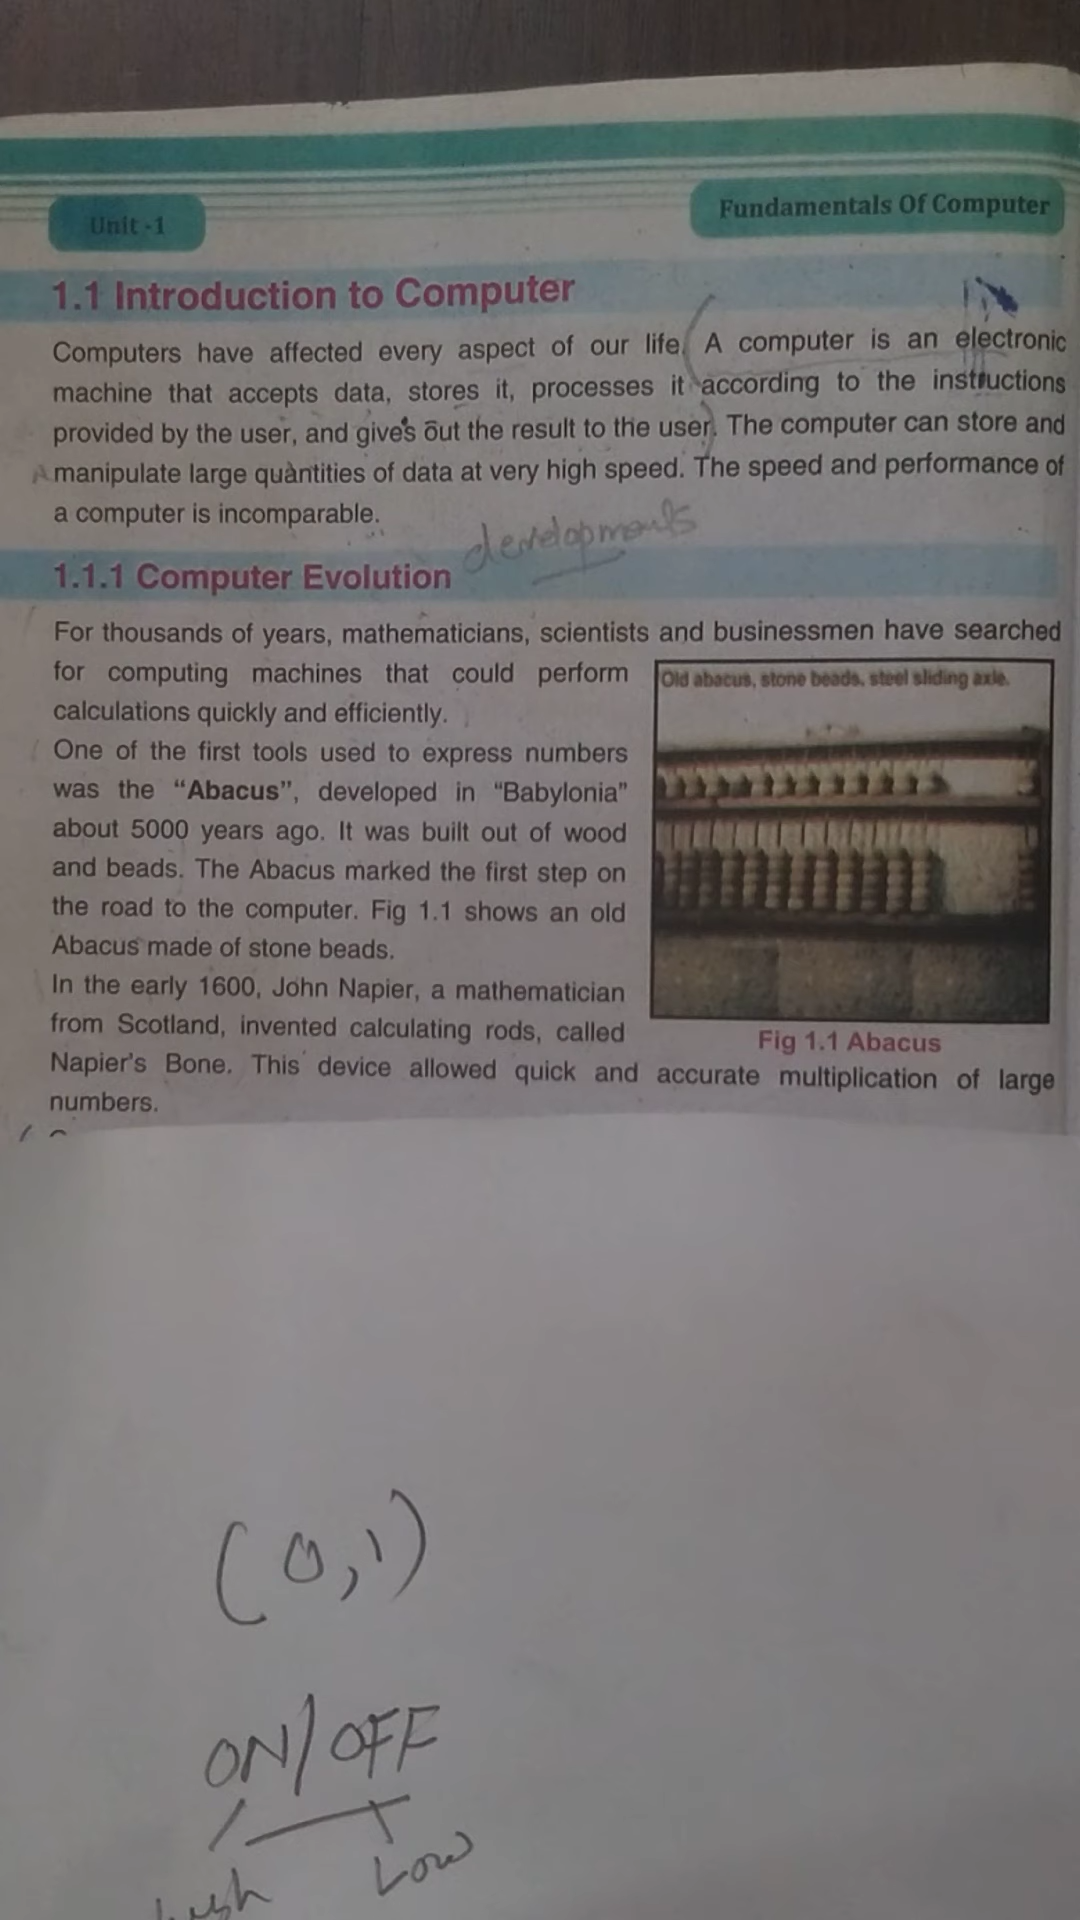 Unit -1
Fundamentals Of Computer
1.1 Introduction to Computer
Computers have affected every aspect of our life. A computer is an electronic
machine that accepts data, stores it, processes it according to the instructions
provided by the user, and gives out the result to the user. The computer can store and
manipulate large quantities of data at very high speed. The speed and performance of
a computer is incomparable.
developments
1.1.1 Computer Evolution
For thousands of years, mathematicians, scientists and businessmen have searched
for computing machines that could perform
calculations quickly and efficiently.
One of the first tools used to express numbers
was the “Abacus”, developed in “Babylonia”
about 5000 years ago. It was built out of wood
and beads. The Abacus marked the first step on
the road to the computer. Fig 1.1 shows an old
Abacus made of stone beads.
In the early 1600, John Napier, a mathematician
from Scotland, invented calculating rods, called
Old abacus, stone beads, steel sliding axle.
Fig 1.1 Abacus
Napier's Bone. This device allowed quick and accurate multiplication of large
numbers.
(0,1)
ON/OFF
Low